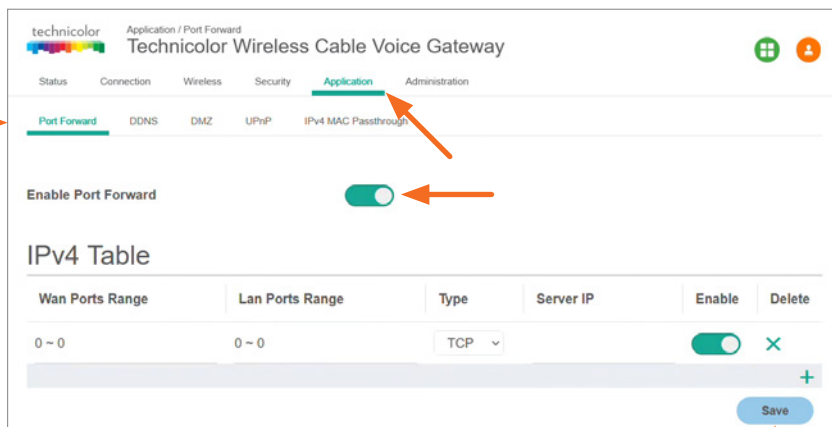 technicolor
Application / Port Forward
Technicolor Wireless Cable Voice Gateway
Status Connection Wireless Security Application Administration
Port Forward DDNS DMZ UPnP IPv4 MAC Passthrough
Enable Port Forward
IPv4 Table
Wan Ports Range Lan Ports Range Type Server IP Enable Delete
0 ~ 0 0 ~ 0 TCP
Save